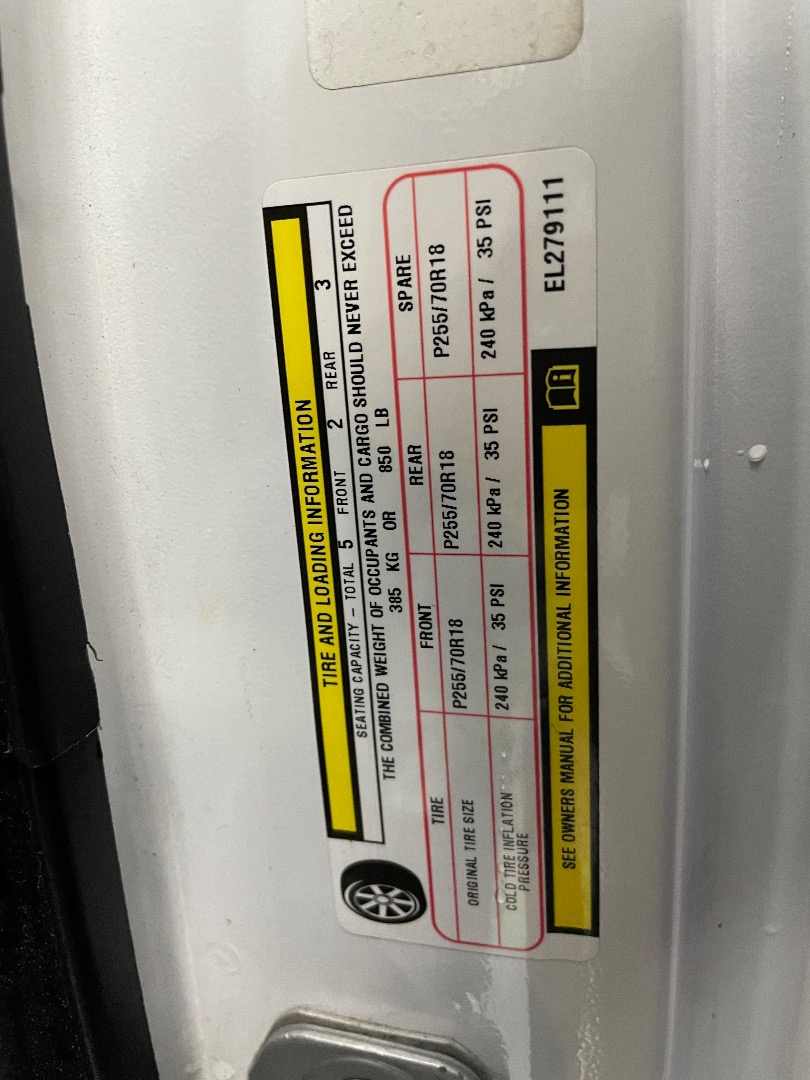 TIRE AND LOADING INFORMATION
SEATING CAPACITY - TOTAL 5 FRONT 2 REAR 3
THE COMBINED WEIGHT OF OCCUPANTS AND CARGO SHOULD NEVER EXCEED
385 KG OR 850 LB
TIRE FRONT REAR SPARE
ORIGINAL TIRE SIZE P255/70R18 P255/70R18 P255/70R18
COLD TIRE INFLATION
PRESSURE 240 kPa / 35 PSI 240 kPa / 35 PSI 240 kPa / 35 PSI
SEE OWNERS MANUAL FOR ADDITIONAL INFORMATION EL279111